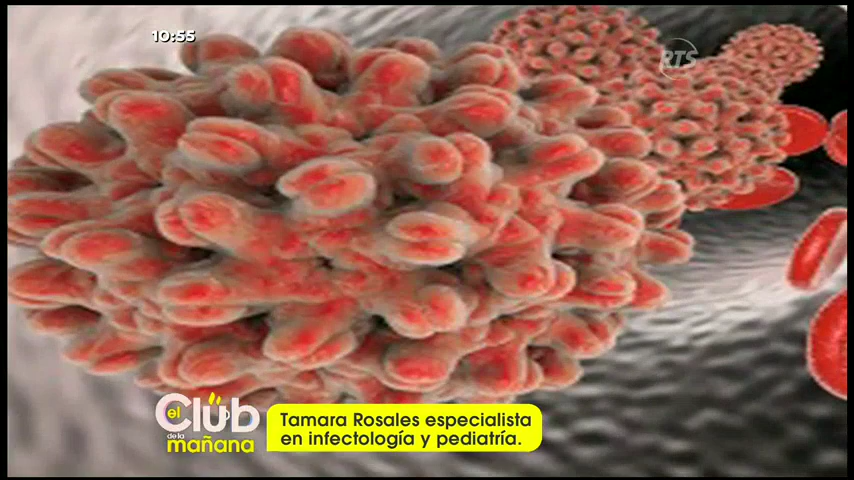 10:55
RTS
el Club
de la
mañana
Tamara Rosales especialista
en infectología y pediatría.